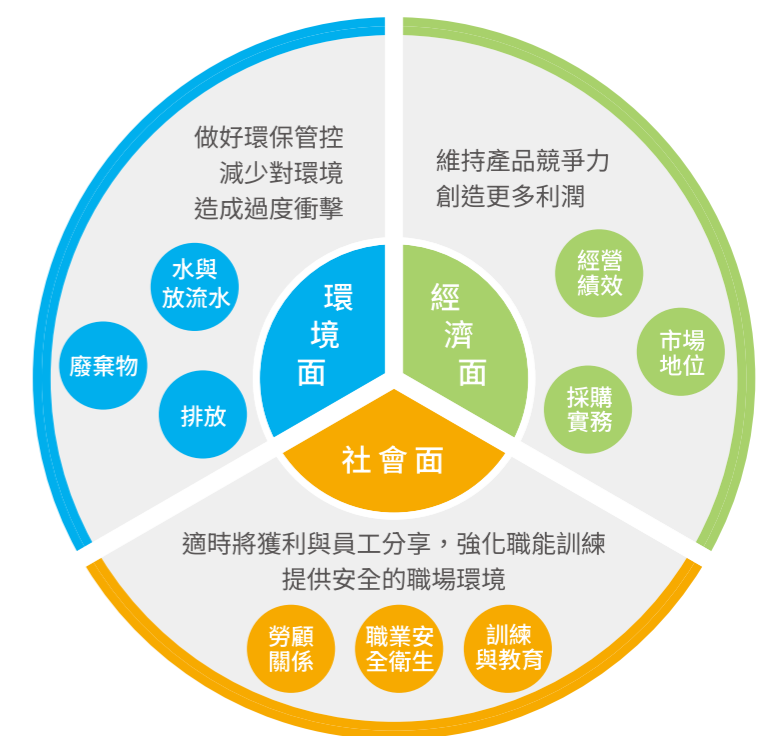 做好環保管控
減少對環境
造成過度衝擊
水與
放流水
廢棄物
排放
環
境
面
維持產品競爭力
創造更多利潤
經營
績效
市場
地位
採購
實務
經
濟
面
社會面
適時將獲利與員工分享，強化職能訓練
提供安全的職場環境
勞顧
關係
職業安
全衛生
訓練
與教育